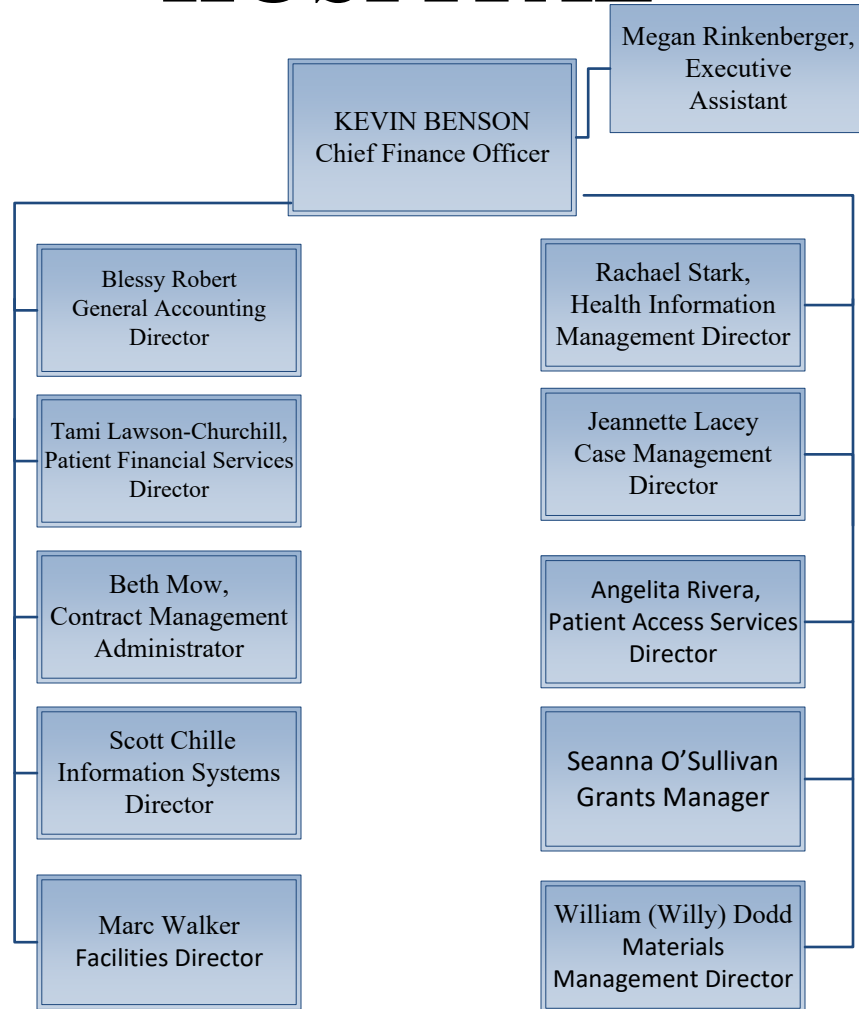 Megan Rinkenberger,
Executive
Assistant
KEVIN BENSON
Chief Finance Officer
Blessy Robert
General Accounting
Director
Rachael Stark,
Health Information
Management Director
Tami Lawson-Churchill,
Patient Financial Services
Director
Jeannette Lacey
Case Management
Director
Beth Mow,
Contract Management
Administrator
Angelita Rivera,
Patient Access Services
Director
Scott Chille
Information Systems
Director
Seanna O’Sullivan
Grants Manager
Marc Walker
Facilities Director
William (Willy) Dodd
Materials
Management Director